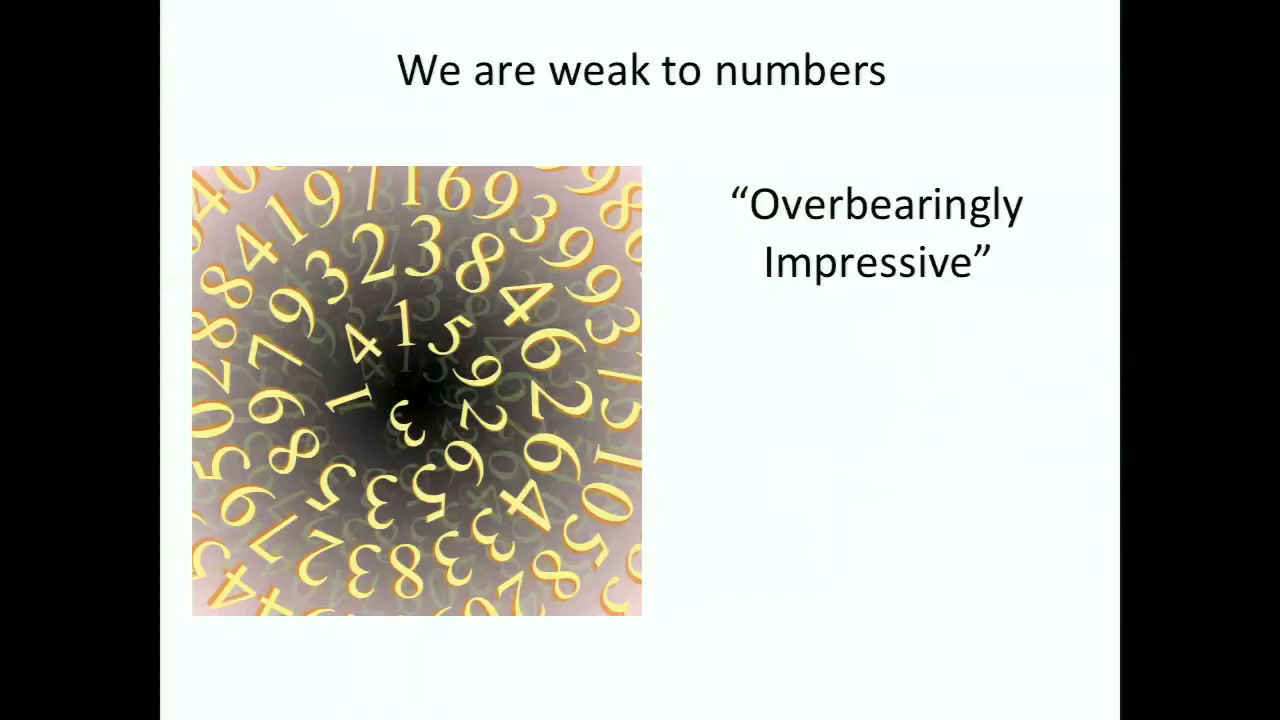 We are weak to numbers
“Overbearingly
Impressive”